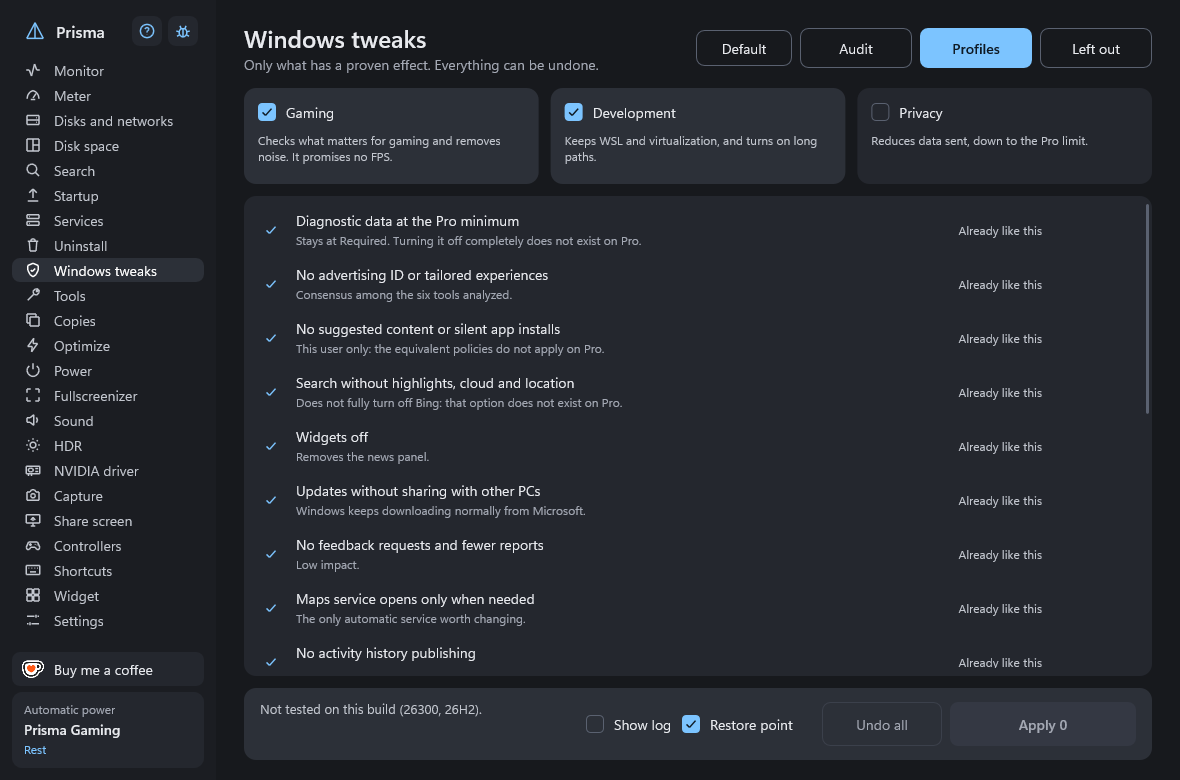 Prisma
Monitor
Meter
Disks and networks
Disk space
Search
Startup
Services
Uninstall
Windows tweaks
Tools
Copies
Optimize
Power
Fullscreenizer
Sound
HDR
NVIDIA driver
Capture
Share screen
Controllers
Shortcuts
Widget
Settings
Buy me a coffee
Automatic power
Prisma Gaming
Rest
Windows tweaks
Only what has a proven effect. Everything can be undone.
Default
Audit
Profiles
Left out
Gaming
Checks what matters for gaming and removes
noise. It promises no FPS.
Development
Keeps WSL and virtualization, and turns on long
paths.
Privacy
Reduces data sent, down to the Pro limit.
Diagnostic data at the Pro minimum
Stays at Required. Turning it off completely does not exist on Pro.
Already like this
No advertising ID or tailored experiences
Consensus among the six tools analyzed.
Already like this
No suggested content or silent app installs
This user only: the equivalent policies do not apply on Pro.
Already like this
Search without highlights, cloud and location
Does not fully turn off Bing: that option does not exist on Pro.
Already like this
Widgets off
Removes the news panel.
Already like this
Updates without sharing with other PCs
Windows keeps downloading normally from Microsoft.
Already like this
No feedback requests and fewer reports
Low impact.
Already like this
Maps service opens only when needed
The only automatic service worth changing.
Already like this
No activity history publishing
Already like this
Not tested on this build (26300, 26H2).
Show log
Restore point
Undo all
Apply 0